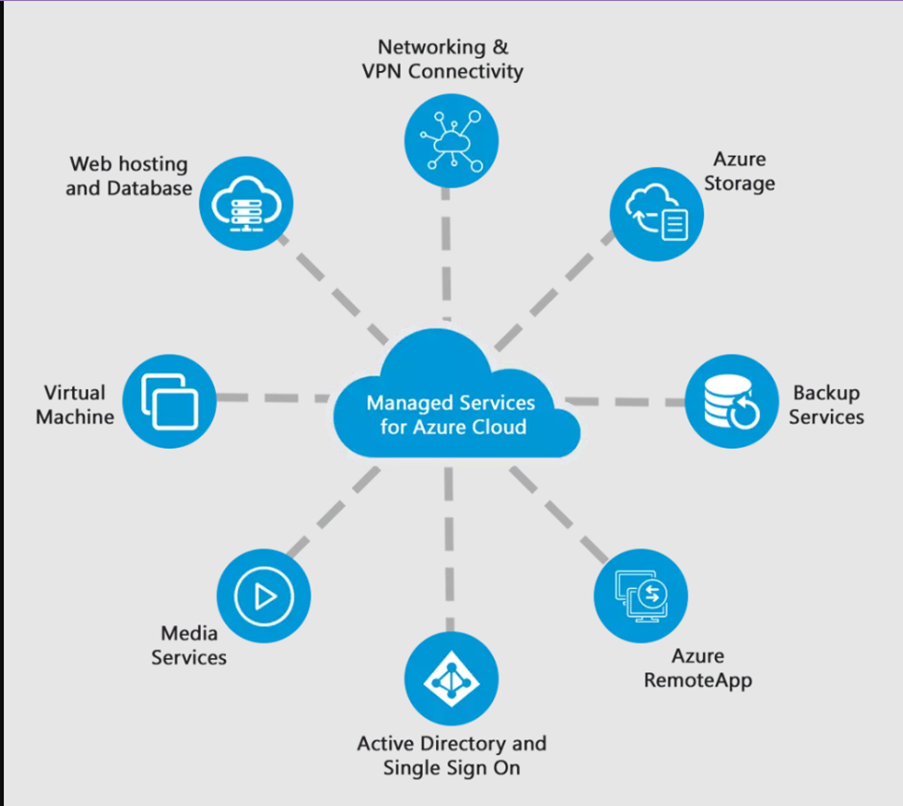 Networking &
VPN Connectivity
Web hosting
and Database
Azure
Storage
Virtual
Machine
Managed Services
for Azure Cloud
Backup
Services
Media
Services
Azure
RemoteApp
Active Directory and
Single Sign On